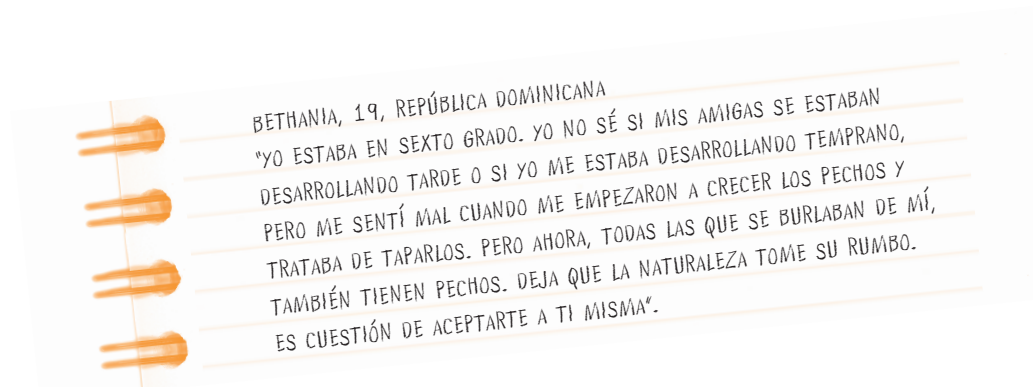 BETHANIA, 19, REPÚBLICA DOMINICANA
"YO ESTABA EN SEXTO GRADO. YO NO SÉ SI MIS AMIGAS SE ESTABAN
DESARROLLANDO TARDE O SI YO ME ESTABA DESARROLLANDO TEMPRANO,
PERO ME SENTÍ MAL CUANDO ME EMPEZARON A CRECER LOS PECHOS Y
TRATABA DE TAPARLOS. PERO AHORA, TODAS LAS QUE SE BURLABAN DE MÍ,
TAMBIÉN TIENEN PECHOS. DEJA QUE LA NATURALEZA TOME SU RUMBO.
ES CUESTIÓN DE ACEPTARTE A TI MISMA".